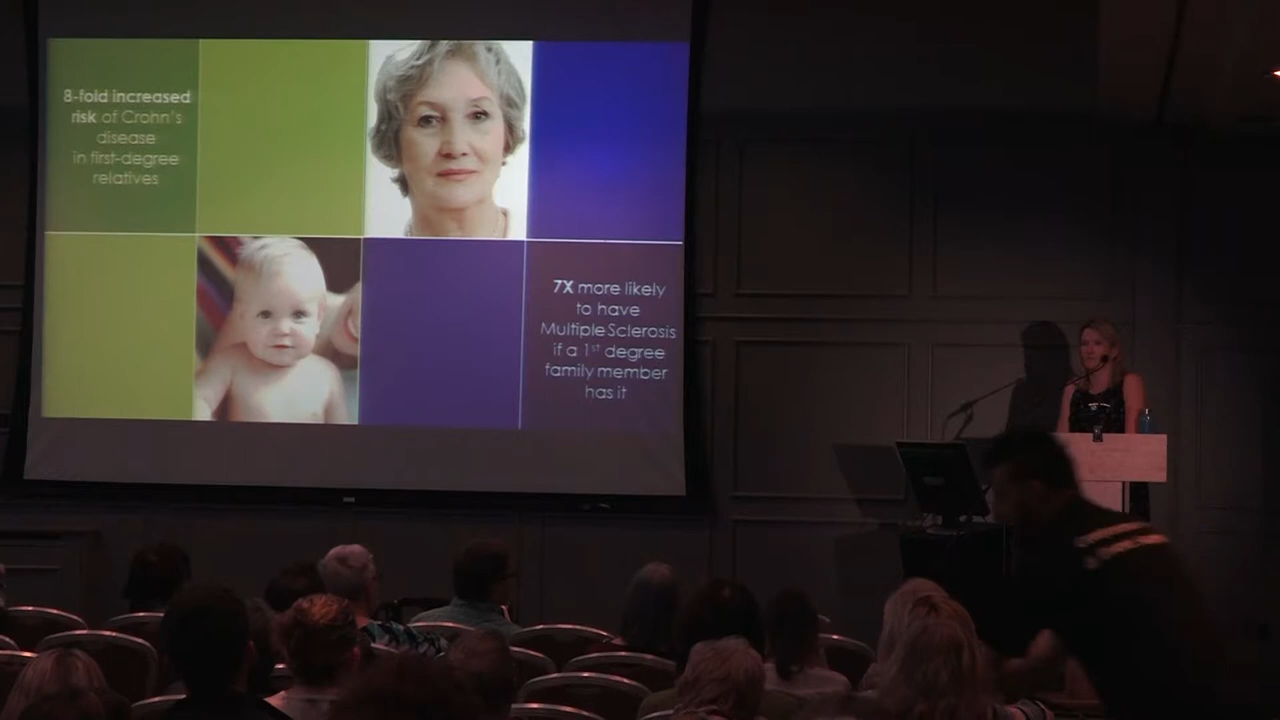 8-fold increased
risk of Crohn's
disease
in first-degree
relatives
7X more likely
to have
Multiple Sclerosis
if a 1st degree
family member
has it